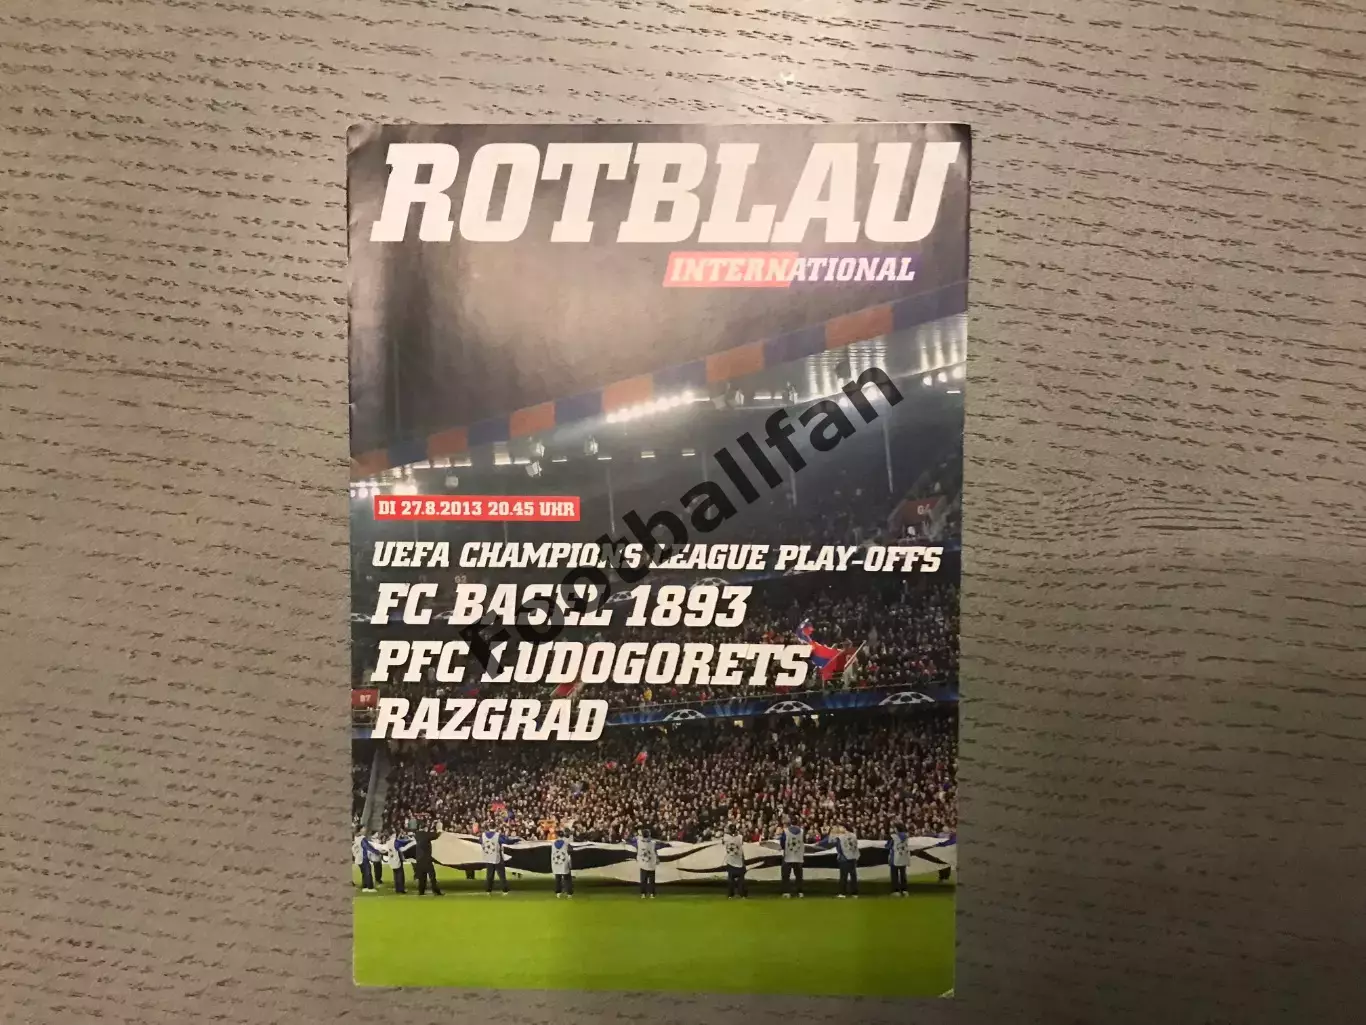 ROTBLAU
INTERNATIONAL
DI 27.8.2013 20.45 UHR
UEFA CHAMPIONS LEAGUE PLAY-OFFS
FC BASEL 1893
PFC LUDOGORETS
RAZGRAD
Footballfan
G4